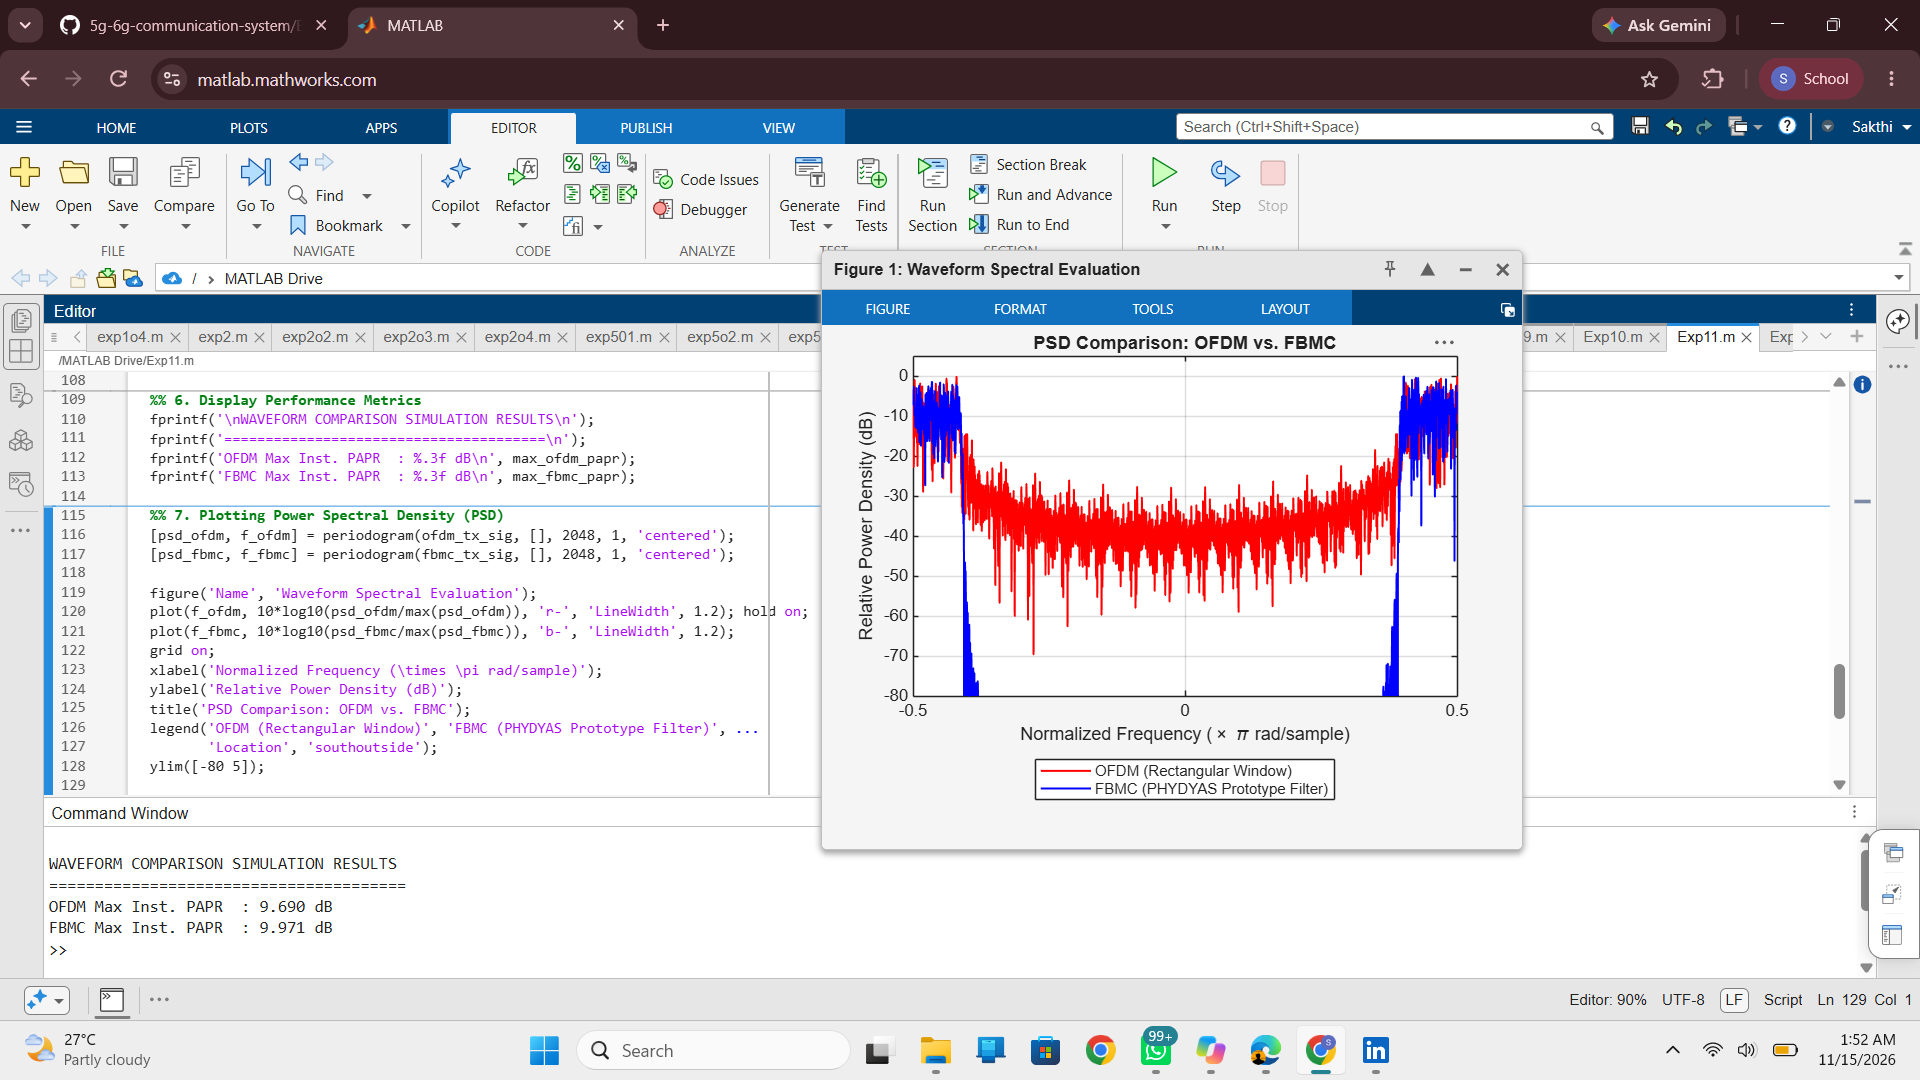 5g-6g-communication-system/
MATLAB
Ask Gemini
matlab.mathworks.com
S School
HOME PLOTS APPS EDITOR PUBLISH VIEW
Search (Ctrl+Shift+Space)
Sakthi
New Open Save Compare
Go To Find Bookmark
Copilot Refactor
Code Issues
Debugger
Generate Test
Find Tests
Run Section
Section Break
Run and Advance
Run to End
Run Step Stop
FILE NAVIGATE CODE ANALYZE TEST SECTION RUN
/ › MATLAB Drive
Editor
exp1o4.m exp2.m exp2o2.m exp2o3.m exp2o4.m exp501.m exp5o2.m exp5 9.m Exp10.m Exp11.m Exp
/MATLAB Drive/Exp11.m
108
109 %% 6. Display Performance Metrics
110 fprintf('\nWAVEFORM COMPARISON SIMULATION RESULTS\n');
111 fprintf('=======================================\n');
112 fprintf('OFDM Max Inst. PAPR  : %.3f dB\n', max_ofdm_papr);
113 fprintf('FBMC Max Inst. PAPR  : %.3f dB\n', max_fbmc_papr);
114
115 %% 7. Plotting Power Spectral Density (PSD)
116 [psd_ofdm, f_ofdm] = periodogram(ofdm_tx_sig, [], 2048, 1, 'centered');
117 [psd_fbmc, f_fbmc] = periodogram(fbmc_tx_sig, [], 2048, 1, 'centered');
118
119 figure('Name', 'Waveform Spectral Evaluation');
120 plot(f_ofdm, 10*log10(psd_ofdm/max(psd_ofdm)), 'r-', 'LineWidth', 1.2); hold on;
121 plot(f_fbmc, 10*log10(psd_fbmc/max(psd_fbmc)), 'b-', 'LineWidth', 1.2);
122 grid on;
123 xlabel('Normalized Frequency (\times \pi rad/sample)');
124 ylabel('Relative Power Density (dB)');
125 title('PSD Comparison: OFDM vs. FBMC');
126 legend('OFDM (Rectangular Window)', 'FBMC (PHYDYAS Prototype Filter)', ...
127 'Location', 'southoutside');
128 ylim([-80 5]);
129
Figure 1: Waveform Spectral Evaluation
FIGURE FORMAT TOOLS LAYOUT
PSD Comparison: OFDM vs. FBMC
Relative Power Density (dB)
0
-10
-20
-30
-40
-50
-60
-70
-80
-0.5 0 0.5
Normalized Frequency ( × π rad/sample)
OFDM (Rectangular Window)
FBMC (PHYDYAS Prototype Filter)
Command Window
WAVEFORM COMPARISON SIMULATION RESULTS
=======================================
OFDM Max Inst. PAPR  : 9.690 dB
FBMC Max Inst. PAPR  : 9.971 dB
>>
Editor: 90% UTF-8 LF Script Ln 129 Col 1
27°C
Partly cloudy
Search
99+
1:52 AM
11/15/2026